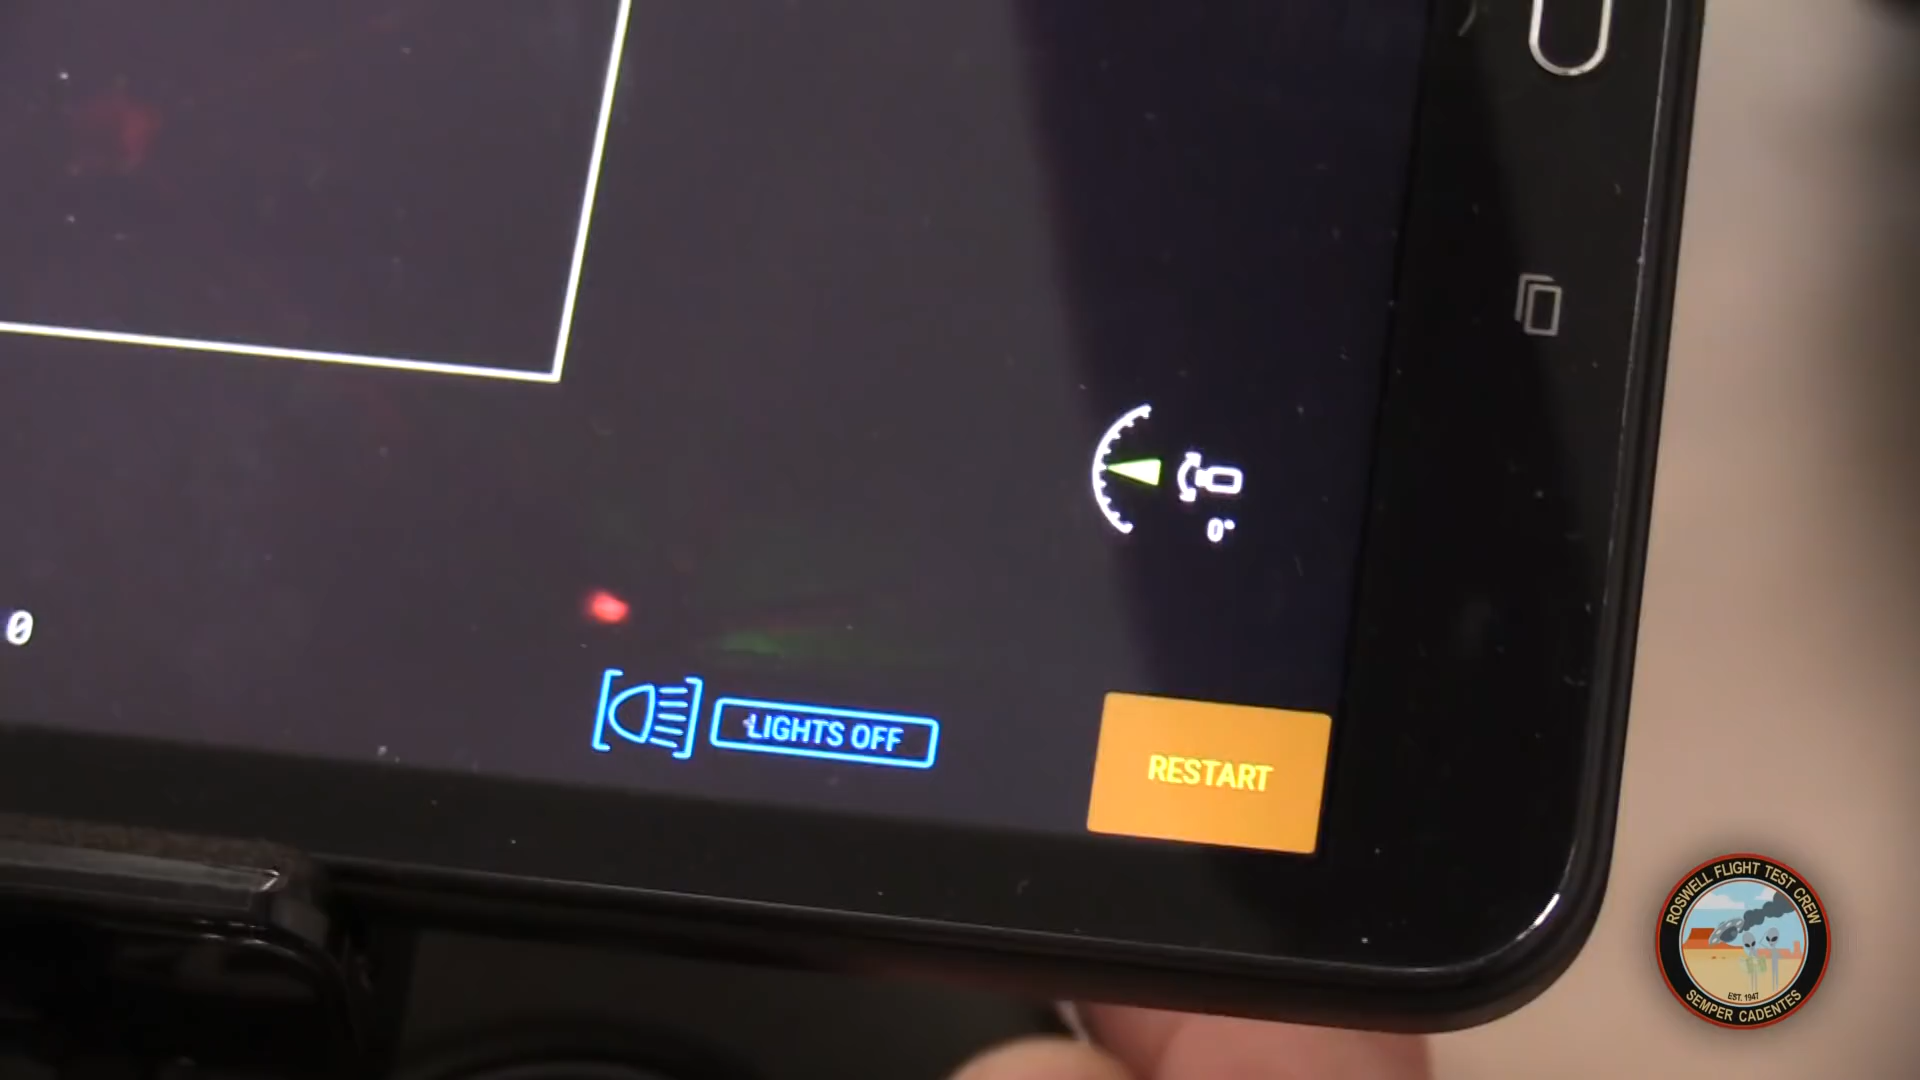 0°
0
LIGHTS OFF
RESTART
ROSWELL FLIGHT TEST CREW
EST. 1947
SEMPER CADENTES